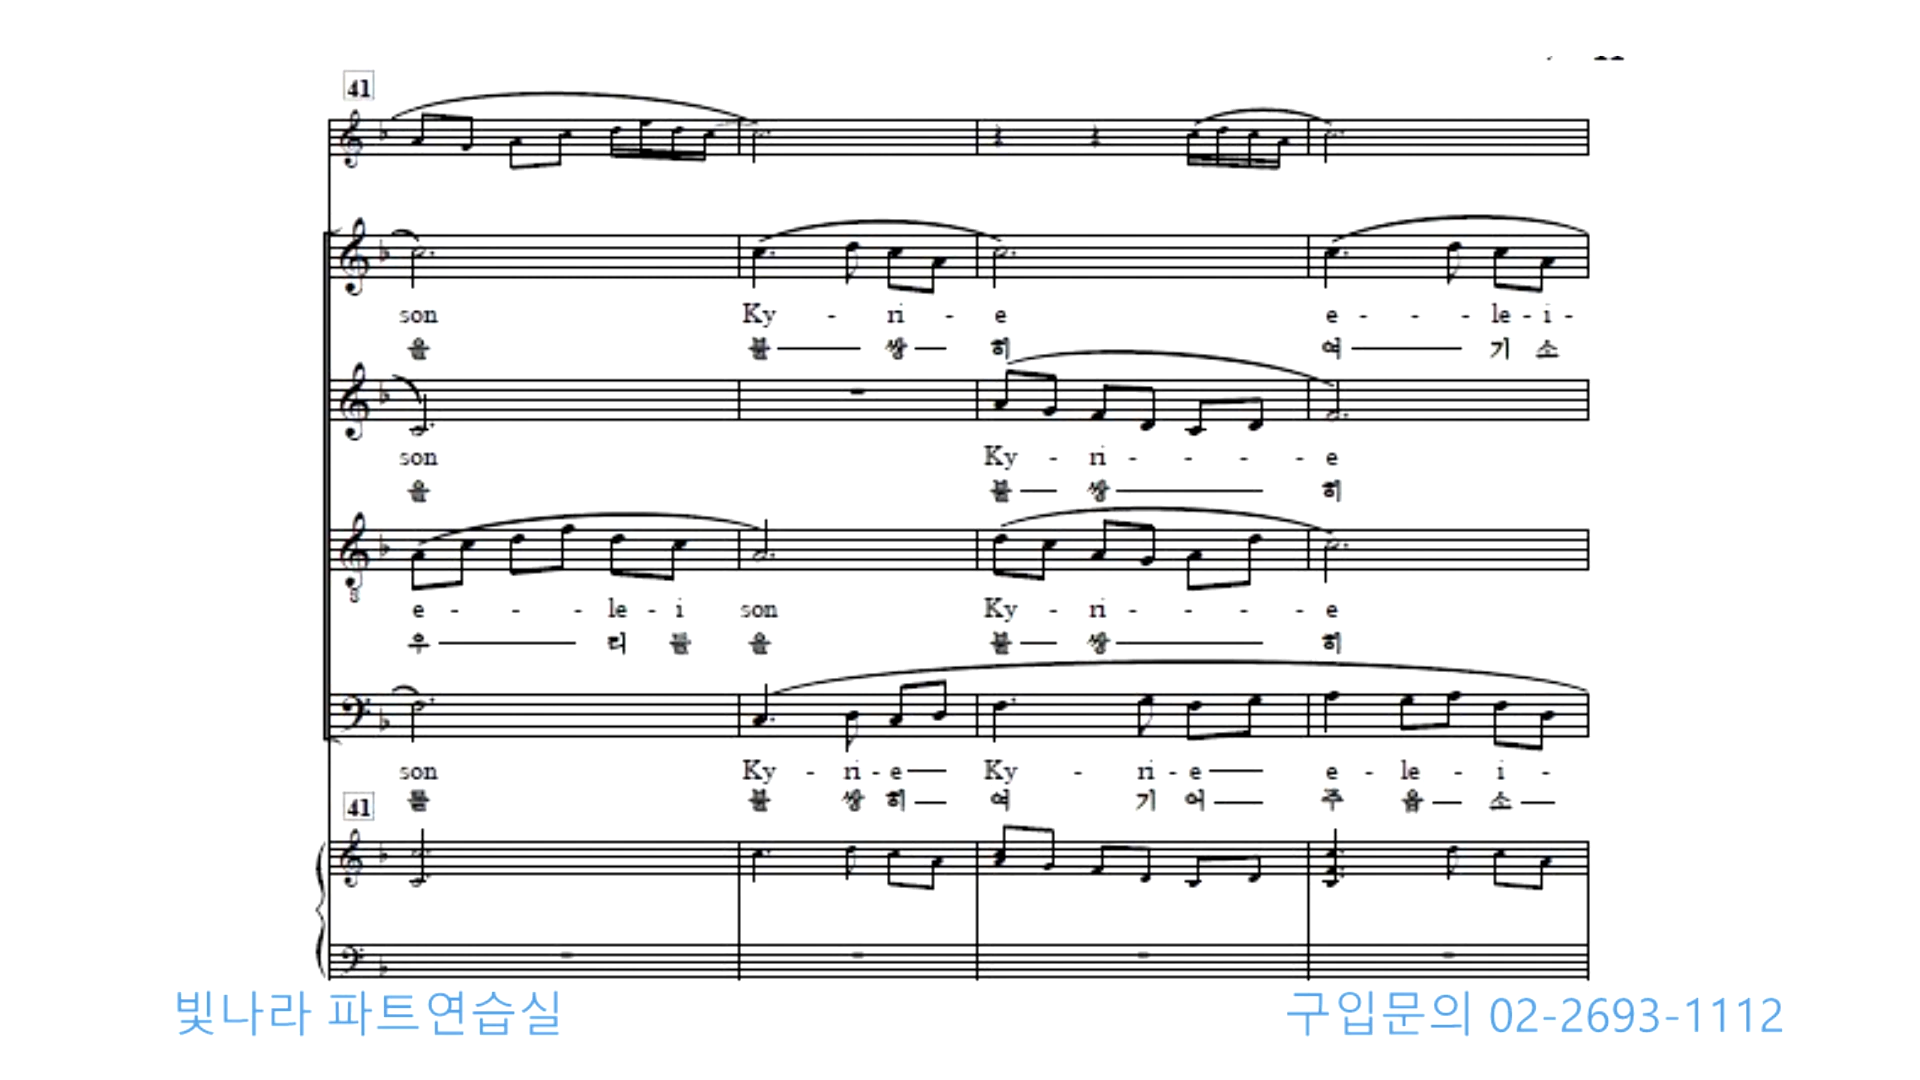 41
son Ky - ri - e e - - - le - i -
을 불 쌍 히 여 기 소
son Ky - ri - - - - e
을 불 쌍 히
8
e - - - le - i son Ky - ri - - - - e
우 리 들 을 불 쌍 히
son Ky - ri - e Ky - ri - e e - le - i -
들 불 쌍 히 여 기 어 주 옵 소
41
빛나라 파트연습실
구입문의 02-2693-1112